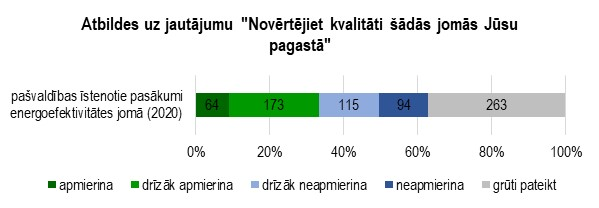 Atbildes uz jautājumu "Novērtējiet kvalitāti šādās jomās Jūsu
pagastā"
pašvaldības īstenotie pasākumi
energoefektivitātes jomā (2020)
64 173 115 94 263
0% 20% 40% 60% 80% 100%
apmierina drīzāk apmierina drīzāk neapmierina neapmierina grūti pateikt